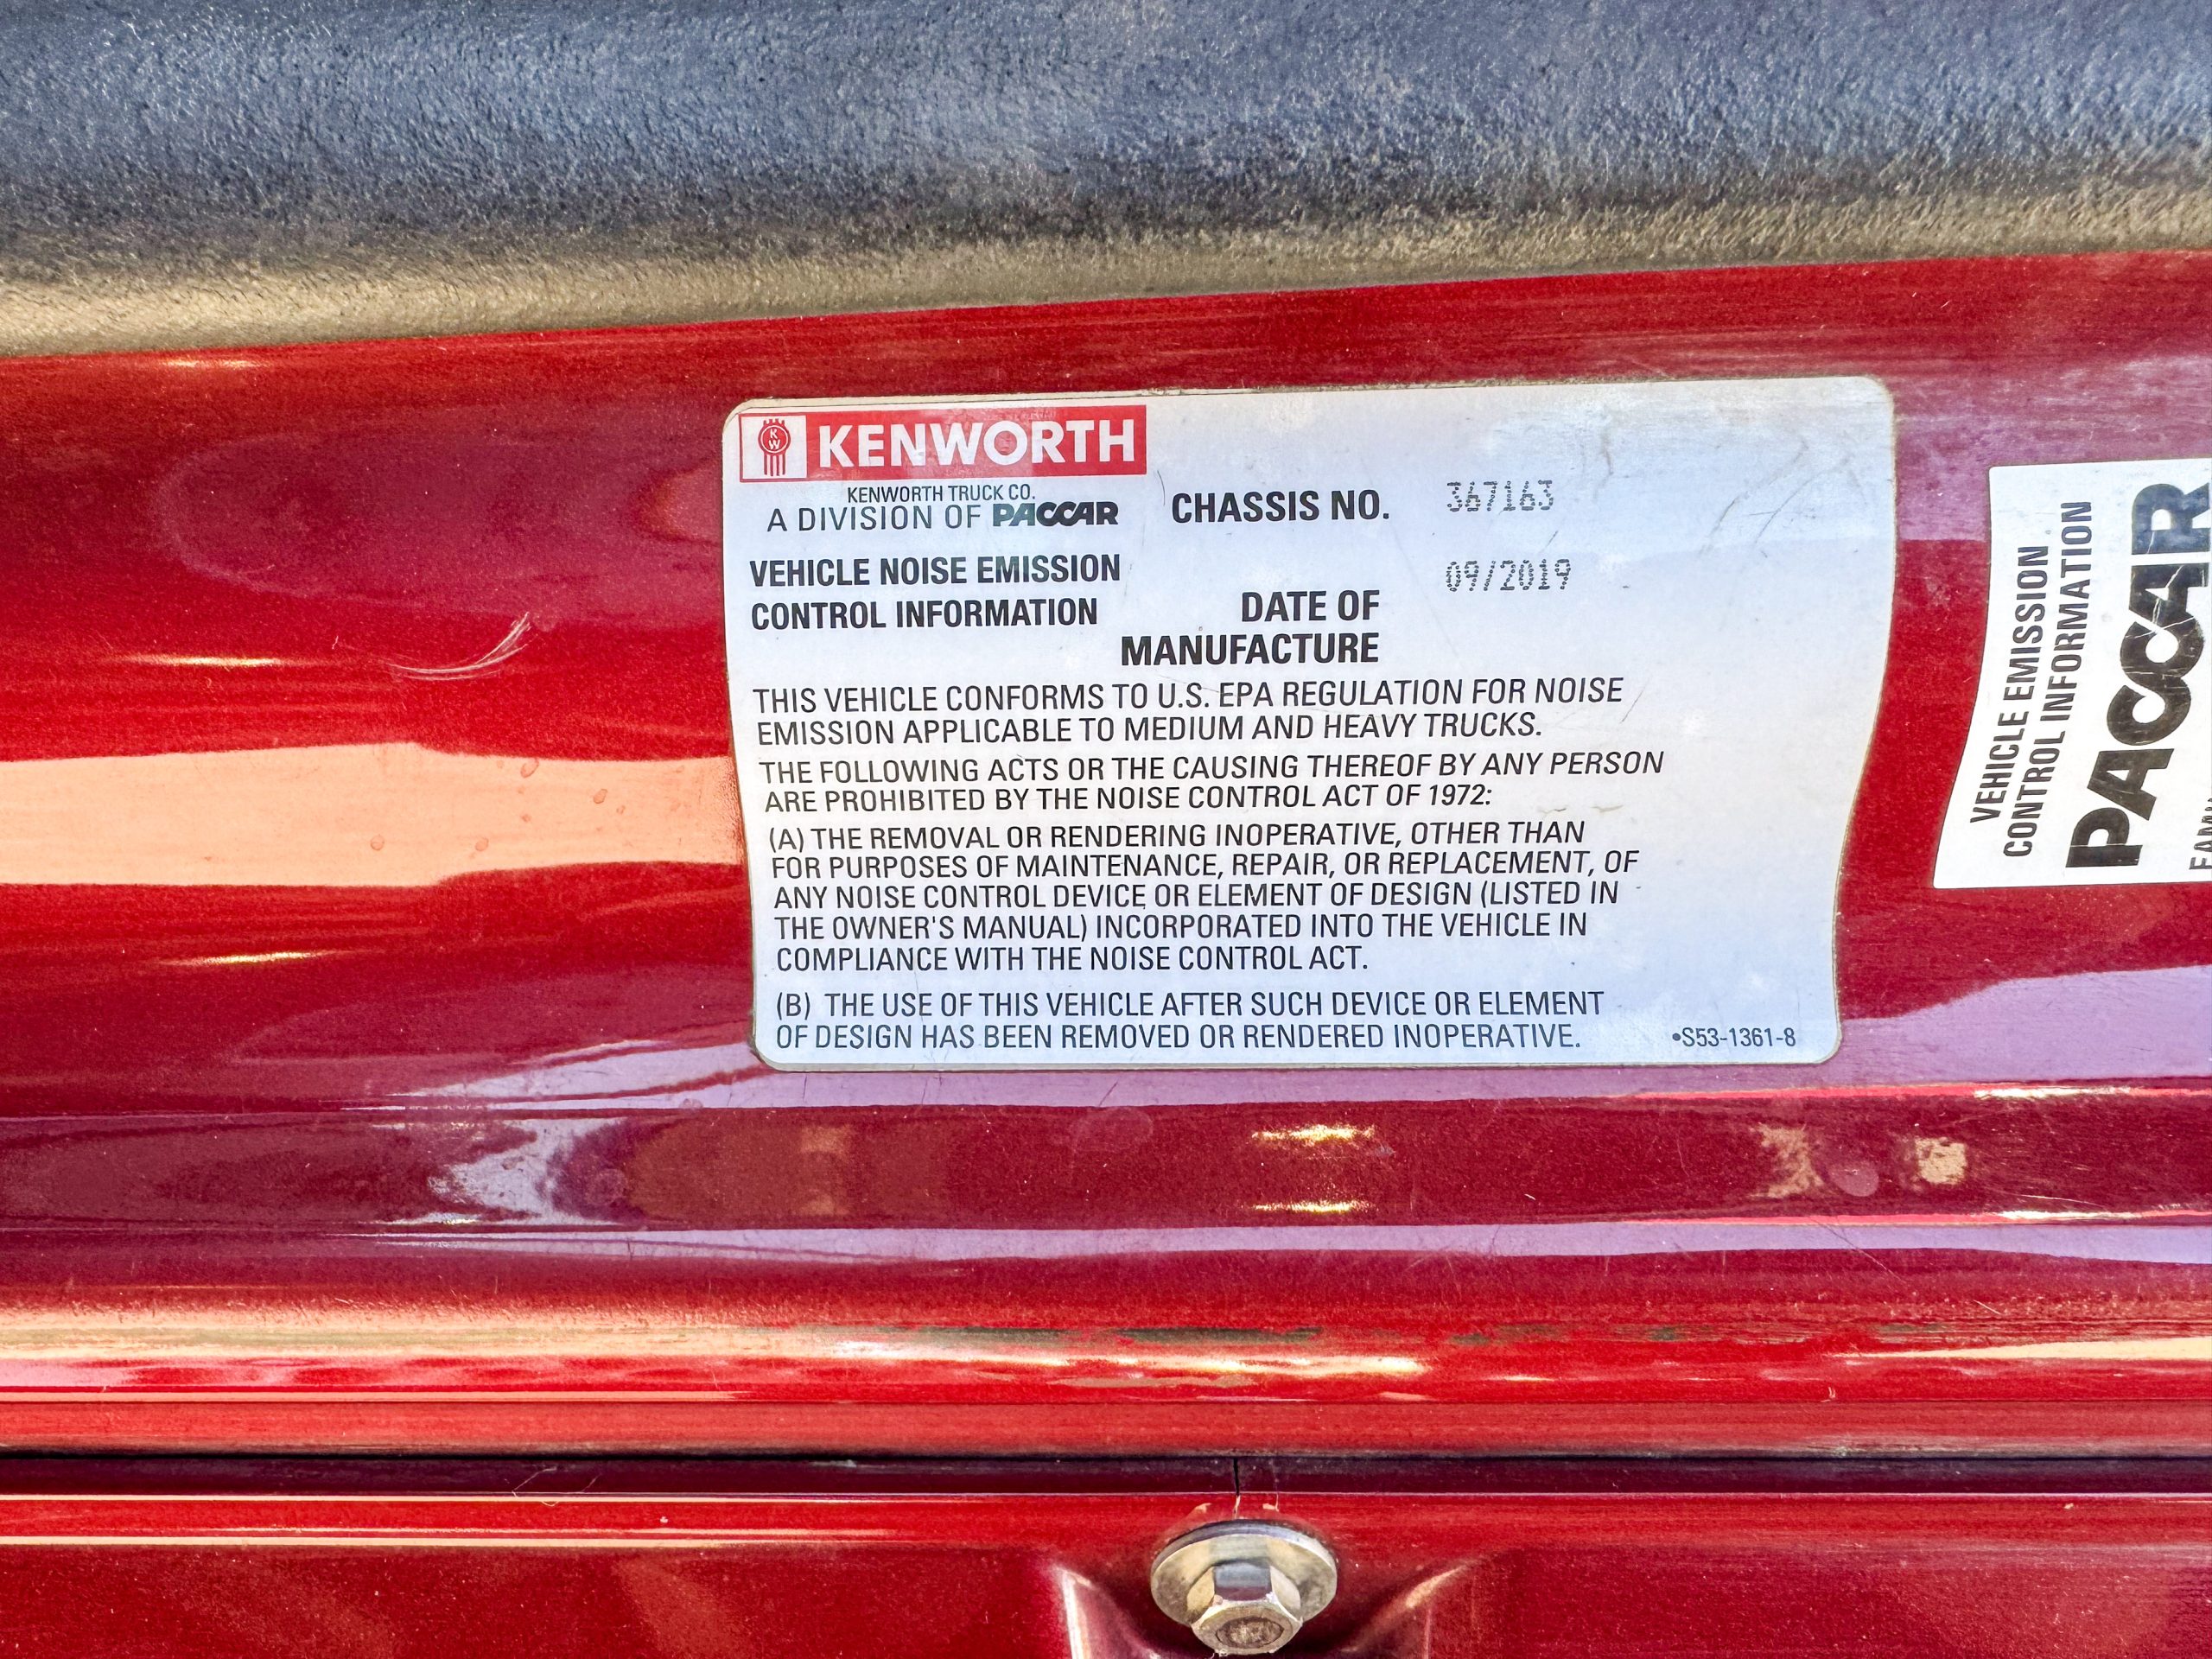 KENWORTH
KENWORTH TRUCK CO.
A DIVISION OF PACCAR
CHASSIS NO. 367163
VEHICLE NOISE EMISSION
CONTROL INFORMATION
DATE OF
MANUFACTURE
09/2019
THIS VEHICLE CONFORMS TO U.S. EPA REGULATION FOR NOISE
EMISSION APPLICABLE TO MEDIUM AND HEAVY TRUCKS.
THE FOLLOWING ACTS OR THE CAUSING THEREOF BY ANY PERSON
ARE PROHIBITED BY THE NOISE CONTROL ACT OF 1972:
(A) THE REMOVAL OR RENDERING INOPERATIVE, OTHER THAN
FOR PURPOSES OF MAINTENANCE, REPAIR, OR REPLACEMENT, OF
ANY NOISE CONTROL DEVICE OR ELEMENT OF DESIGN (LISTED IN
THE OWNER'S MANUAL) INCORPORATED INTO THE VEHICLE IN
COMPLIANCE WITH THE NOISE CONTROL ACT.
(B) THE USE OF THIS VEHICLE AFTER SUCH DEVICE OR ELEMENT
OF DESIGN HAS BEEN REMOVED OR RENDERED INOPERATIVE.
•S53-1361-8
VEHICLE EMISSION
CONTROL INFORMATION
PACCAR